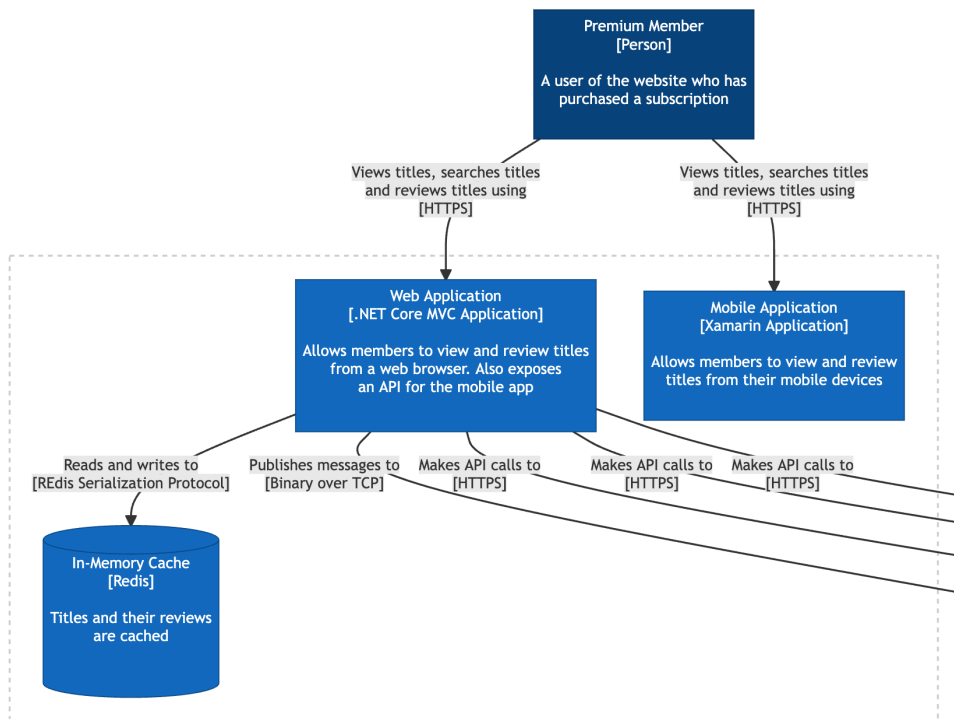 Premium Member
[Person]
A user of the website who has
purchased a subscription
Views titles, searches titles
and reviews titles using
[HTTPS]
Views titles, searches titles
and reviews titles using
[HTTPS]
Web Application
[.NET Core MVC Application]
Allows members to view and review titles
from a web browser. Also exposes
an API for the mobile app
Mobile Application
[Xamarin Application]
Allows members to view and review
titles from their mobile devices
Reads and writes to
[REdis Serialization Protocol]
Publishes messages to
[Binary over TCP]
Makes API calls to
[HTTPS]
Makes API calls to
[HTTPS]
Makes API calls to
[HTTPS]
In-Memory Cache
[Redis]
Titles and their reviews
are cached